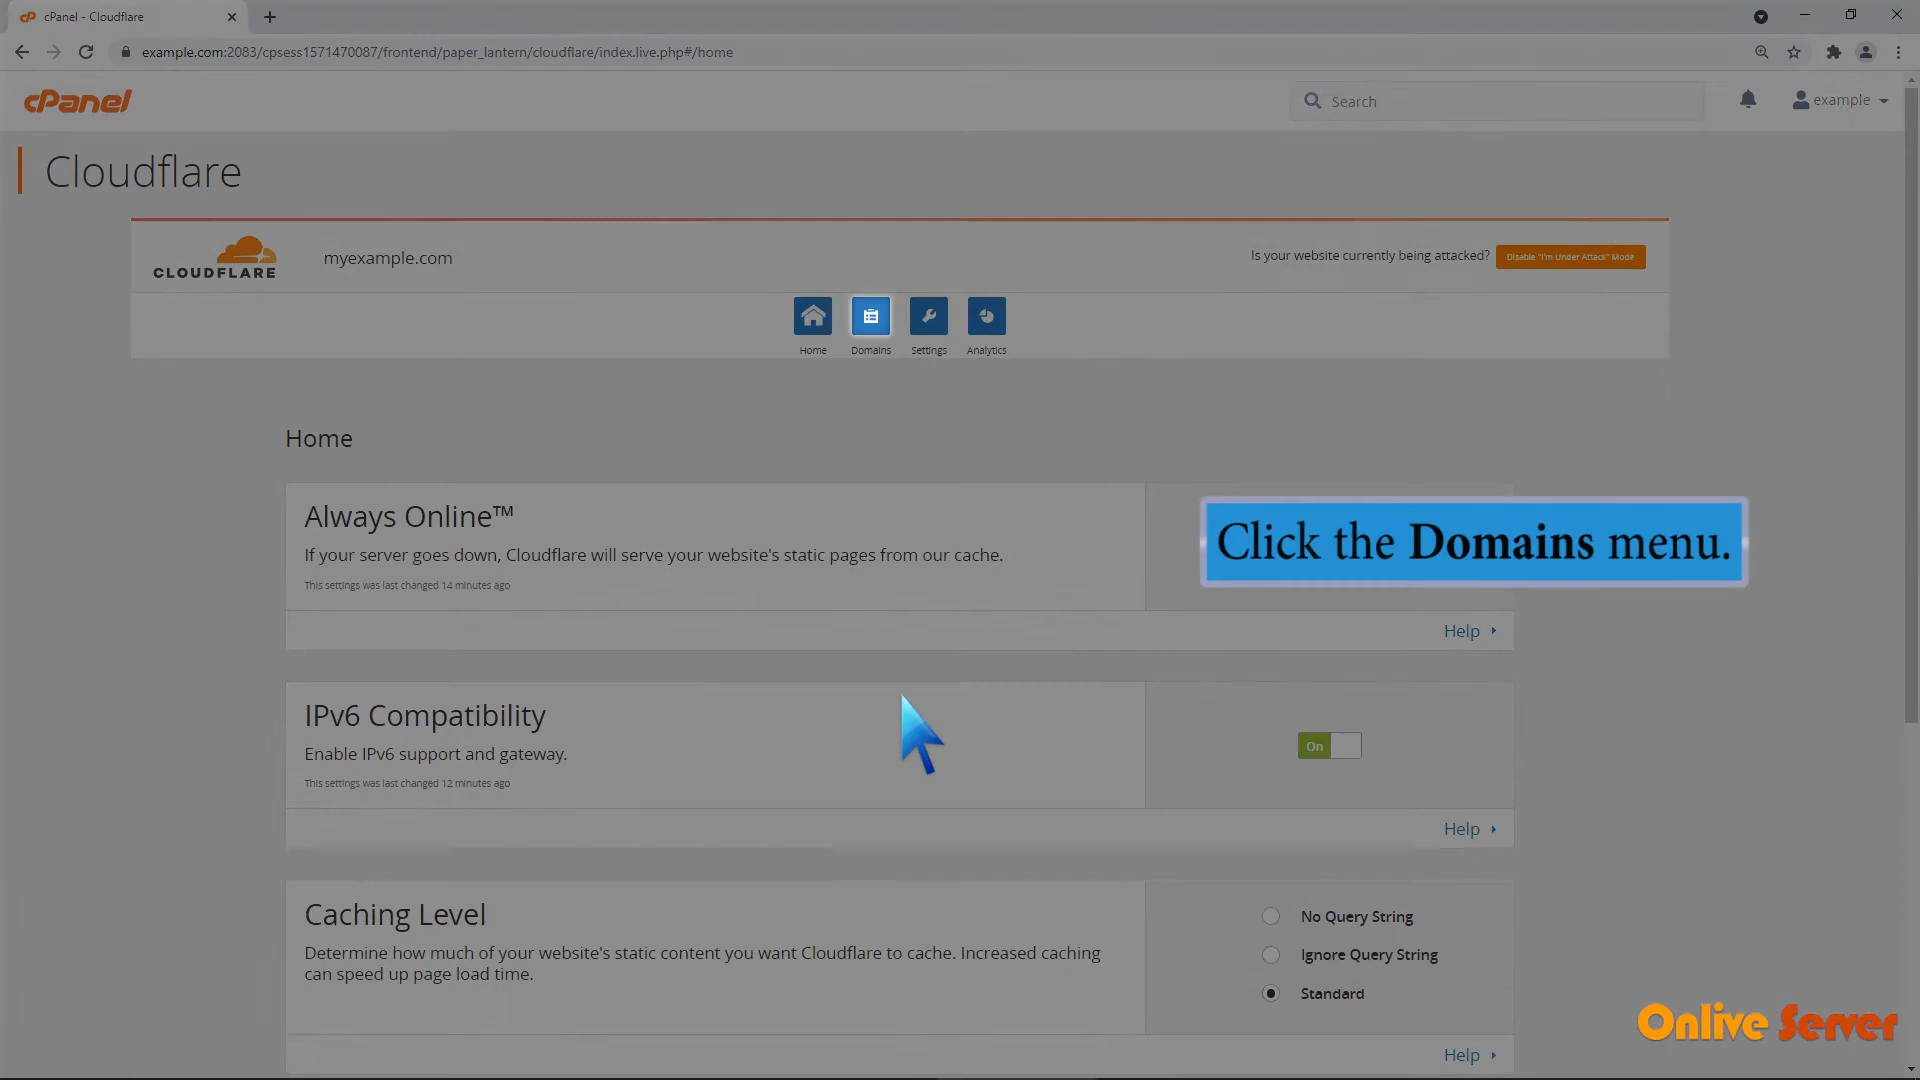 cPanel - Cloudflare
example.com:2083/cpsess1571470087/frontend/paper_lantern/cloudflare/index.live.php#/home
cPanel
Search
example
Cloudflare
CLOUDFLARE
myexample.com
Is your website currently being attacked?
Disable "I'm Under Attack" Mode
Home
Domains
Settings
Analytics
Home
Always Online™
If your server goes down, Cloudflare will serve your website's static pages from our cache.
This settings was last changed 14 minutes ago
Click the Domains menu.
Help
IPv6 Compatibility
Enable IPv6 support and gateway.
This settings was last changed 12 minutes ago
On
Help
Caching Level
Determine how much of your website's static content you want Cloudflare to cache. Increased caching
can speed up page load time.
No Query String
Ignore Query String
Standard
Help
Onlive Server